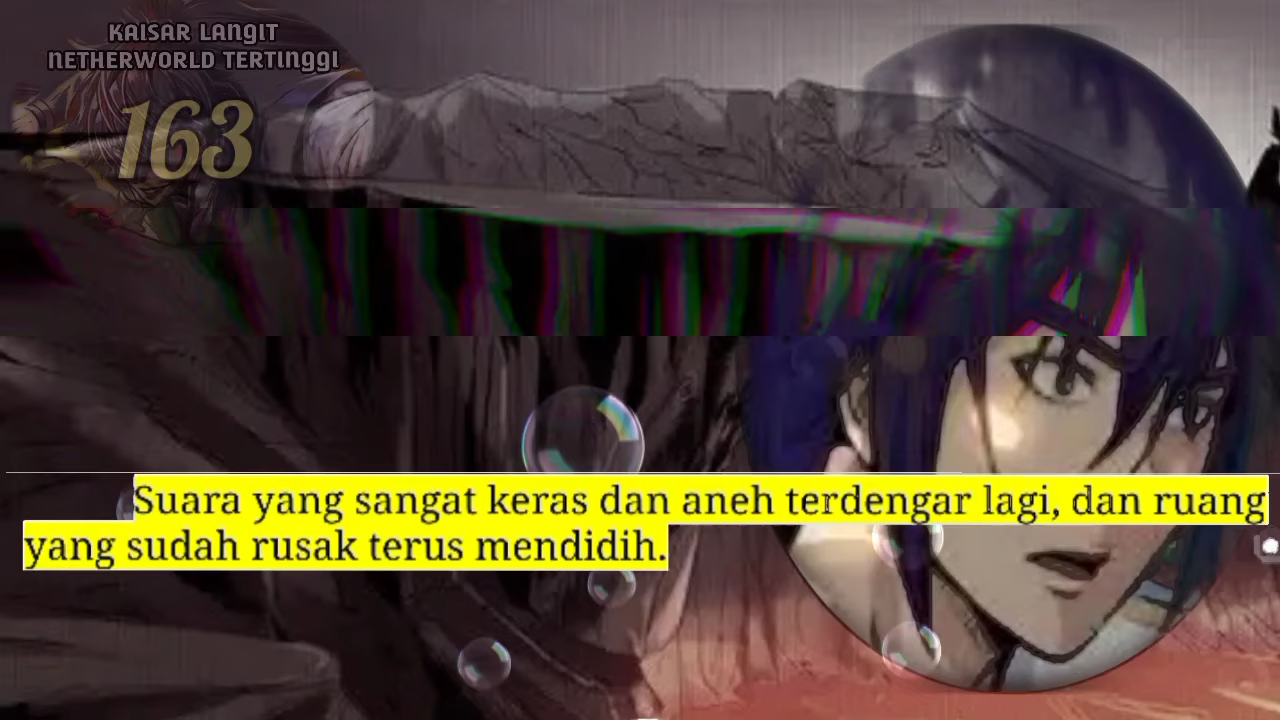 KAISAR LANGIT
NETHERWORLD TERTINGGI
163
Suara yang sangat keras dan aneh terdengar lagi, dan ruang
yang sudah rusak terus mendidih.